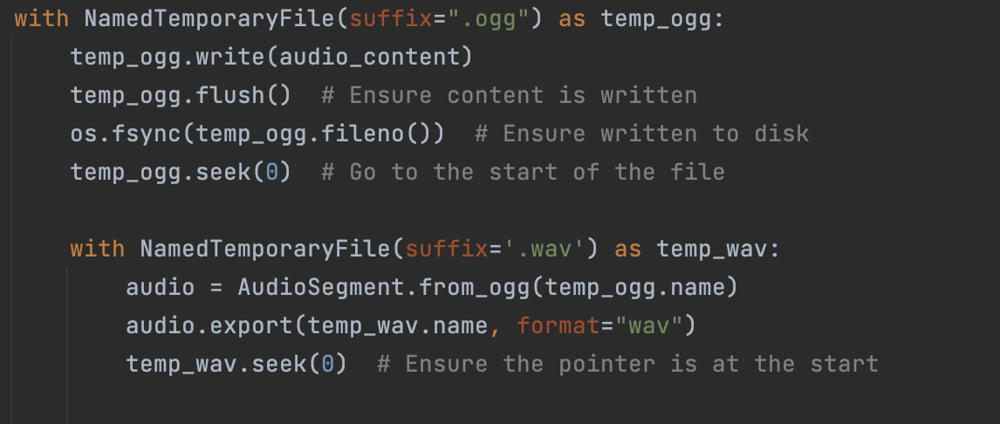 with NamedTemporaryFile(suffix=".ogg") as temp_ogg:
    temp_ogg.write(audio_content)
    temp_ogg.flush()  # Ensure content is written
    os.fsync(temp_ogg.fileno())  # Ensure written to disk
    temp_ogg.seek(0)  # Go to the start of the file

    with NamedTemporaryFile(suffix='.wav') as temp_wav:
        audio = AudioSegment.from_ogg(temp_ogg.name)
        audio.export(temp_wav.name, format="wav")
        temp_wav.seek(0)  # Ensure the pointer is at the start